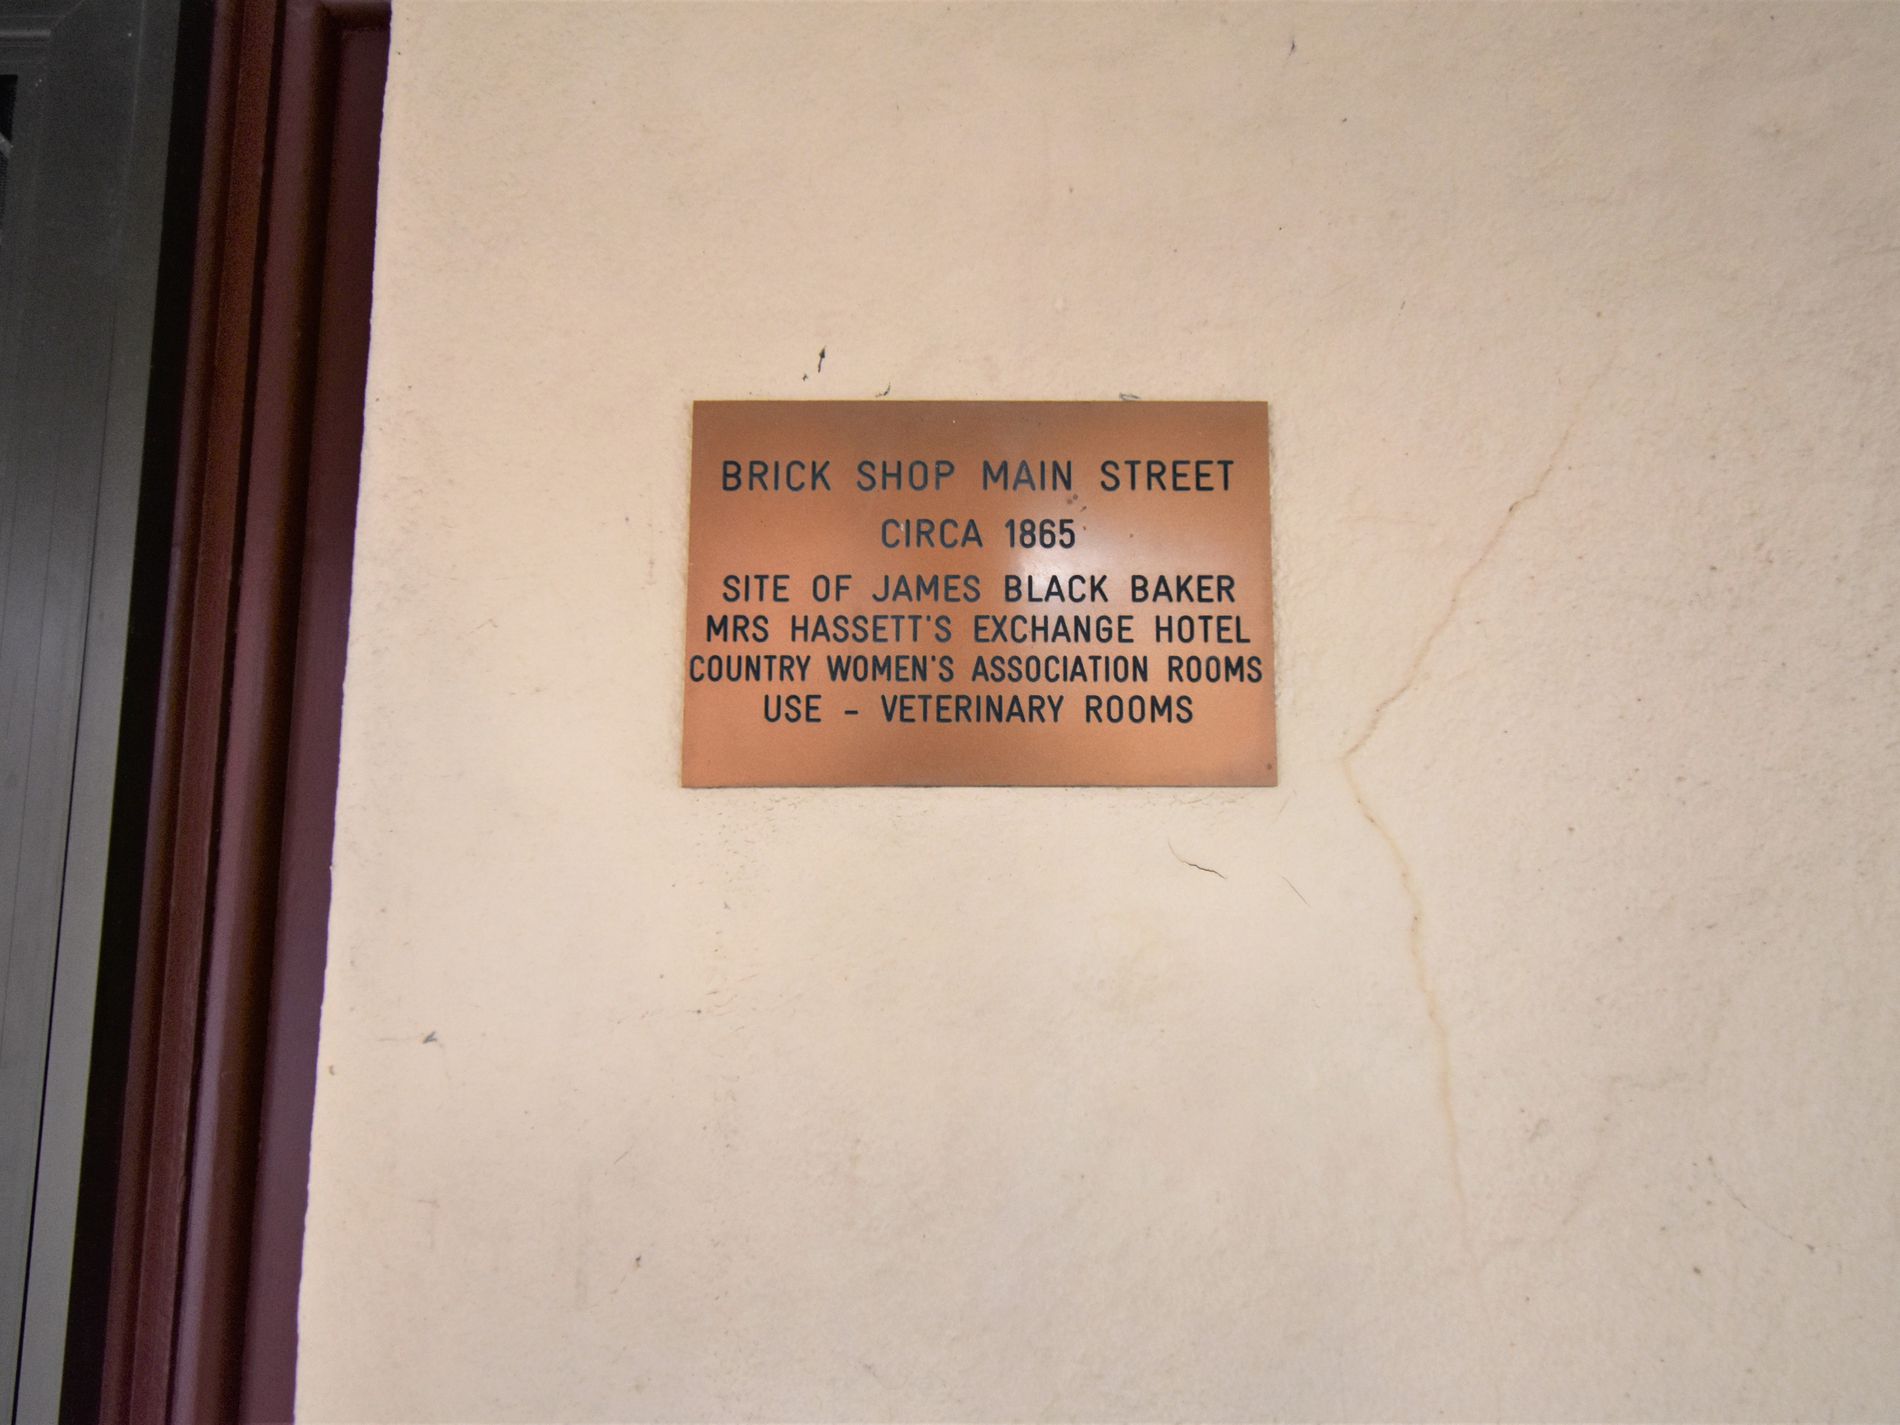 BRICK SHOP MAIN STREET
CIRCA 1865
SITE OF JAMES BLACK BAKER
MRS HASSETT'S EXCHANGE HOTEL
COUNTRY WOMEN'S ASSOCIATION ROOMS
USE - VETERINARY ROOMS